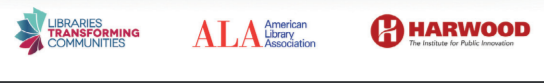 LIBRARIES
TRANSFORMING
COMMUNITIES
ALA American
Library
Association
HARWOOD
The Institute for Public Innovation